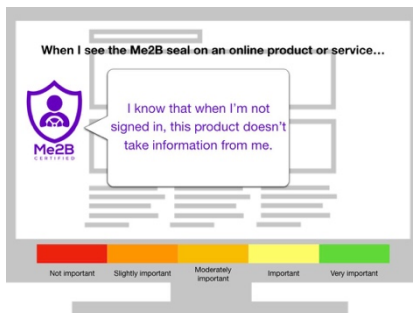 When I see the Me2B seal on an online product or service…
I know that when I'm not
signed in, this product doesn't
take information from me.
Me2B
CERTIFIED
Not important
Slightly important
Moderately
important
Important
Very important